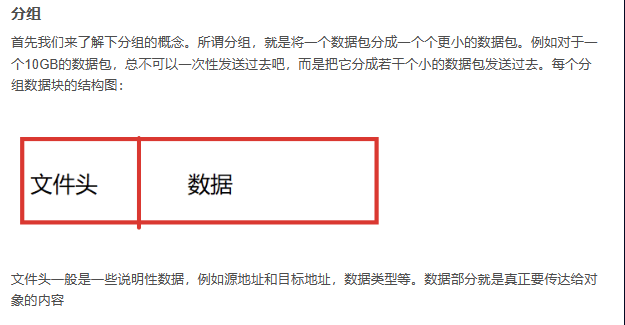 分组
首先我们来了解下分组的概念。所谓分组，就是将一个数据包分成一个个更小的数据包。例如对于一
个10GB的数据包，总不可以一次性发送过去吧，而是把它分成若干个小的数据包发送过去。每个分
组数据块的结构图：
文件头 数据
文件头一般是一些说明性数据，例如源地址和目标地址，数据类型等。数据部分就是真正要传达给对
象的内容